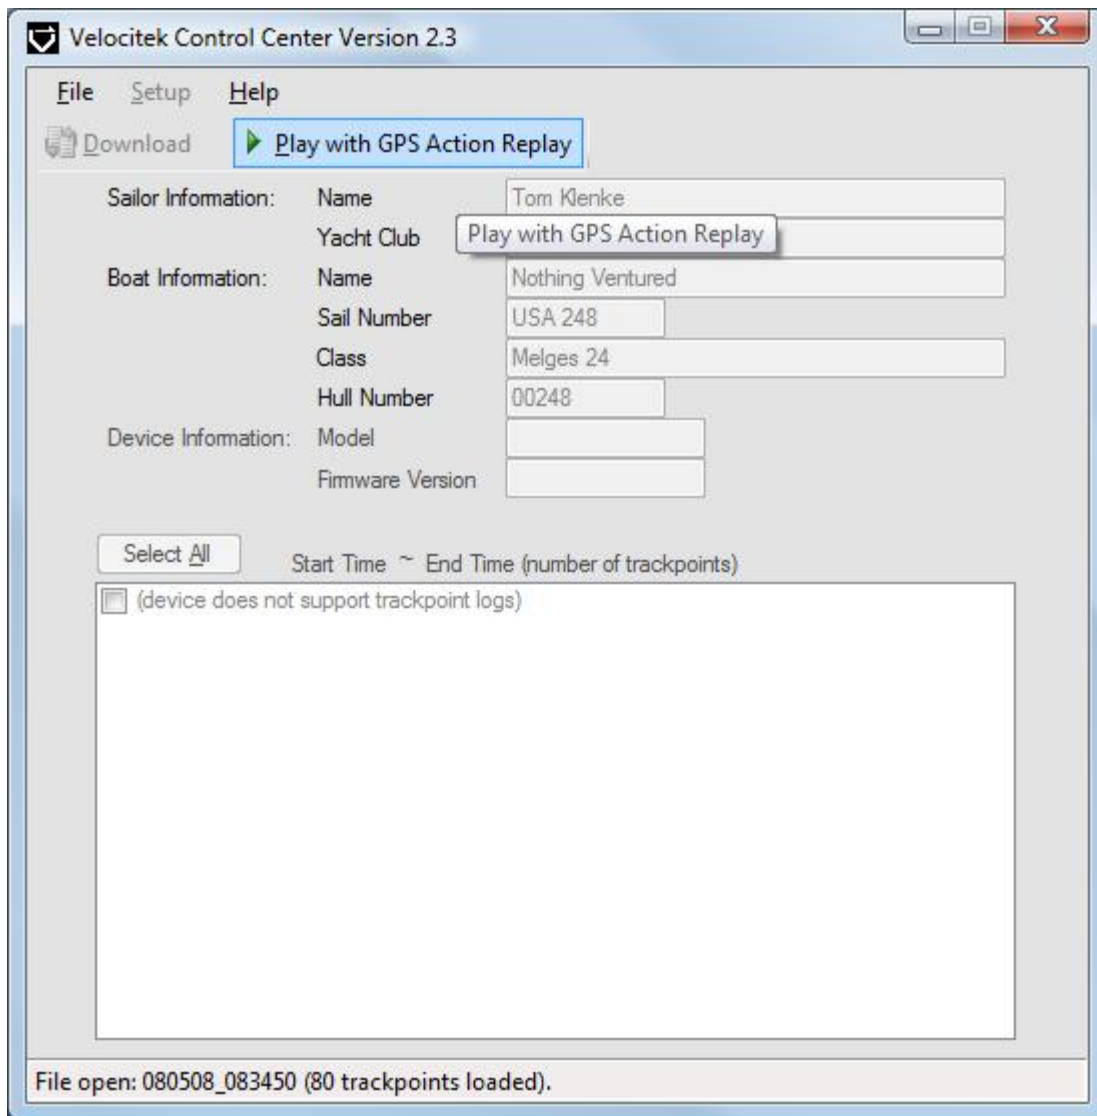 Velocitek Control Center Version 2.3
File Setup Help
Download Play with GPS Action Replay
Sailor Information: Name Tom Klenke
Yacht Club Play with GPS Action Replay
Boat Information: Name Nothing Ventured
Sail Number USA 248
Class Melges 24
Hull Number 00248
Device Information: Model
Firmware Version
Select All Start Time ~ End Time (number of trackpoints)
(device does not support trackpoint logs)
File open: 080508_083450 (80 trackpoints loaded).